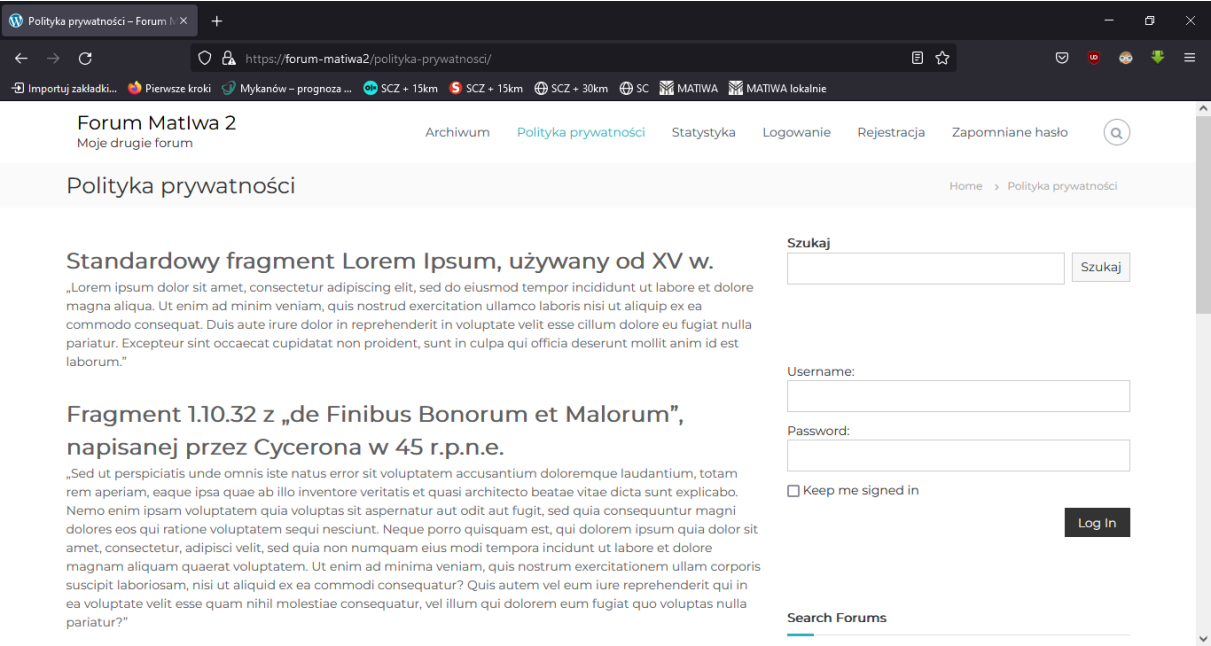 Polityka prywatności – Forum M
https://forum-matiwa2/polityka-prywatnosci/
Importuj zakładki... Pierwsze kroki Mykanów – prognoza ... SCZ + 15km SCZ + 15km SCZ + 30km SC MATIWA MATIWA lokalnie
Forum MatIwa 2
Moje drugie forum
Archiwum Polityka prywatności Statystyka Logowanie Rejestracja Zapomniane hasło
Polityka prywatności
Home > Polityka prywatności
Standardowy fragment Lorem Ipsum, używany od XV w.
„Lorem ipsum dolor sit amet, consectetur adipiscing elit, sed do eiusmod tempor incididunt ut labore et dolore
magna aliqua. Ut enim ad minim veniam, quis nostrud exercitation ullamco laboris nisi ut aliquip ex ea
commodo consequat. Duis aute irure dolor in reprehenderit in voluptate velit esse cillum dolore eu fugiat nulla
pariatur. Excepteur sint occaecat cupidatat non proident, sunt in culpa qui officia deserunt mollit anim id est
laborum.”
Fragment 1.10.32 z „de Finibus Bonorum et Malorum”,
napisanej przez Cycerona w 45 r.p.n.e.
„Sed ut perspiciatis unde omnis iste natus error sit voluptatem accusantium doloremque laudantium, totam
rem aperiam, eaque ipsa quae ab illo inventore veritatis et quasi architecto beatae vitae dicta sunt explicabo.
Nemo enim ipsam voluptatem quia voluptas sit aspernatur aut odit aut fugit, sed quia consequuntur magni
dolores eos qui ratione voluptatem sequi nesciunt. Neque porro quisquam est, qui dolorem ipsum quia dolor sit
amet, consectetur, adipisci velit, sed quia non numquam eius modi tempora incidunt ut labore et dolore
magnam aliquam quaerat voluptatem. Ut enim ad minima veniam, quis nostrum exercitationem ullam corporis
suscipit laboriosam, nisi ut aliquid ex ea commodi consequatur? Quis autem vel eum iure reprehenderit qui in
ea voluptate velit esse quam nihil molestiae consequatur, vel illum qui dolorem eum fugiat quo voluptas nulla
pariatur?”
Szukaj
Szukaj
Username:
Password:
Keep me signed in
Log In
Search Forums